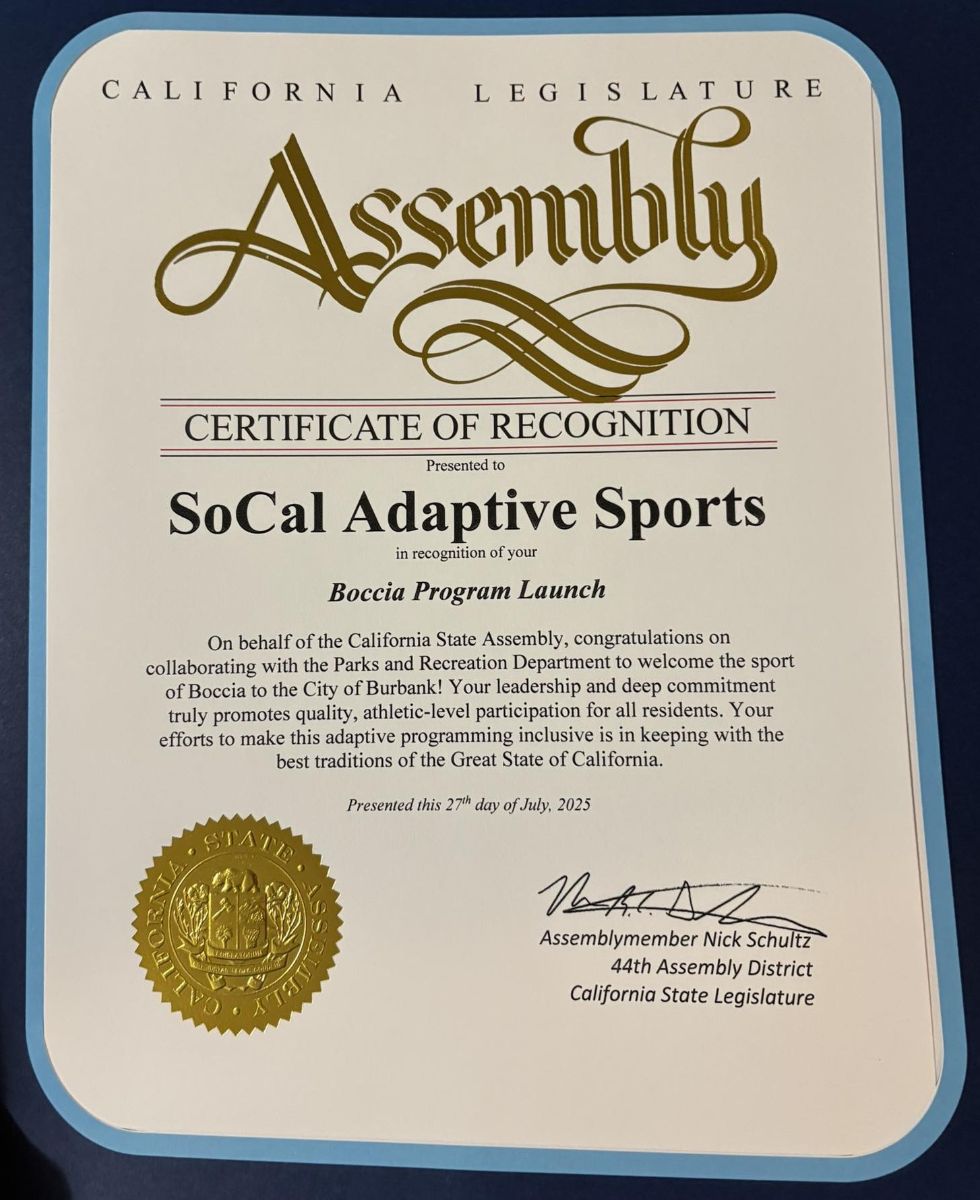 CALIFORNIA LEGISLATURE
Assembly
CERTIFICATE OF RECOGNITION
Presented to
SoCal Adaptive Sports
in recognition of your
Boccia Program Launch
On behalf of the California State Assembly, congratulations on
collaborating with the Parks and Recreation Department to welcome the sport
of Boccia to the City of Burbank! Your leadership and deep commitment
truly promotes quality, athletic-level participation for all residents. Your
efforts to make this adaptive programming inclusive is in keeping with the
best traditions of the Great State of California.
Presented this 27th day of July, 2025
CALIFORNIA • STATE • ASSEMBLY •
Assemblymember Nick Schultz
44th Assembly District
California State Legislature